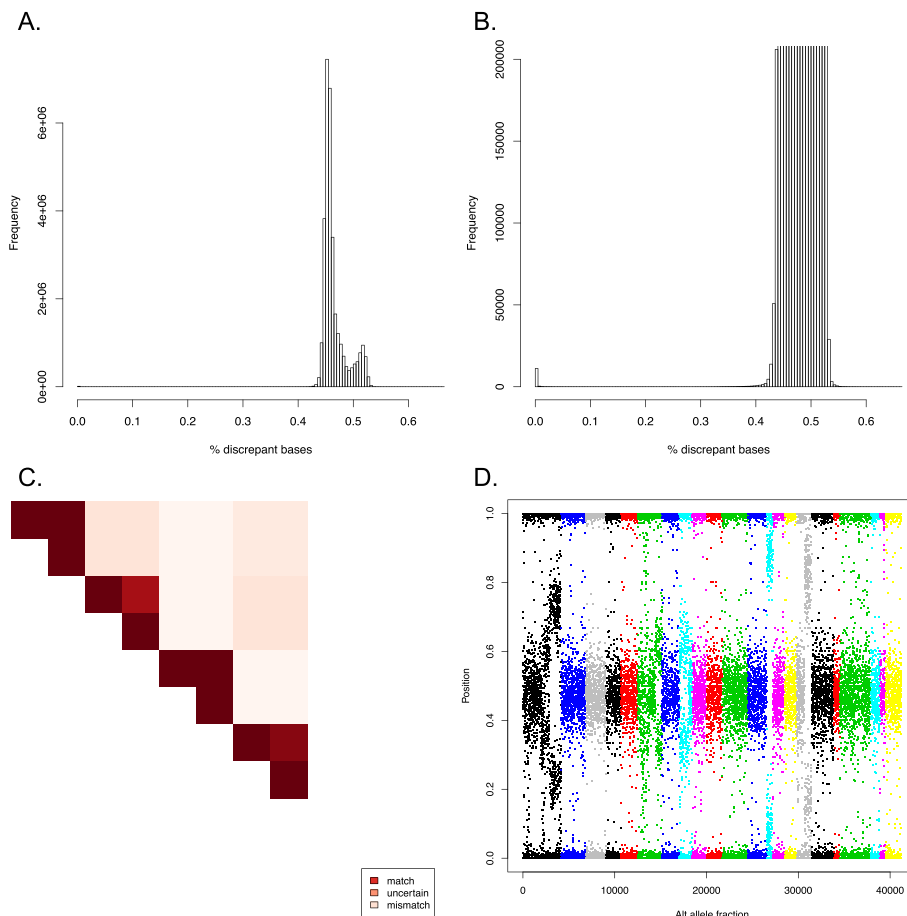 A.
Frequency
0e+00 2e+06 4e+06 6e+06
0.0 0.1 0.2 0.3 0.4 0.5 0.6
% discrepant bases
B.
Frequency
0 50000 100000 150000 200000
0.0 0.1 0.2 0.3 0.4 0.5 0.6
% discrepant bases
C.
match
uncertain
mismatch
D.
Position
0.0 0.2 0.4 0.6 0.8 1.0
0 10000 20000 30000 40000
Alt allele fraction